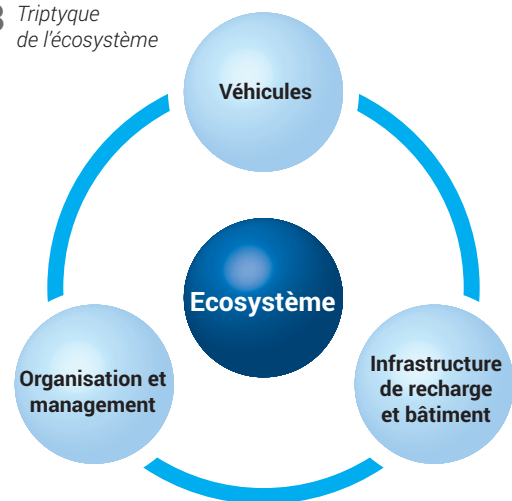 Triptyque
de l'écosystème
Véhicules
Ecosystème
Organisation et
management
Infrastructure
de recharge
et bâtiment